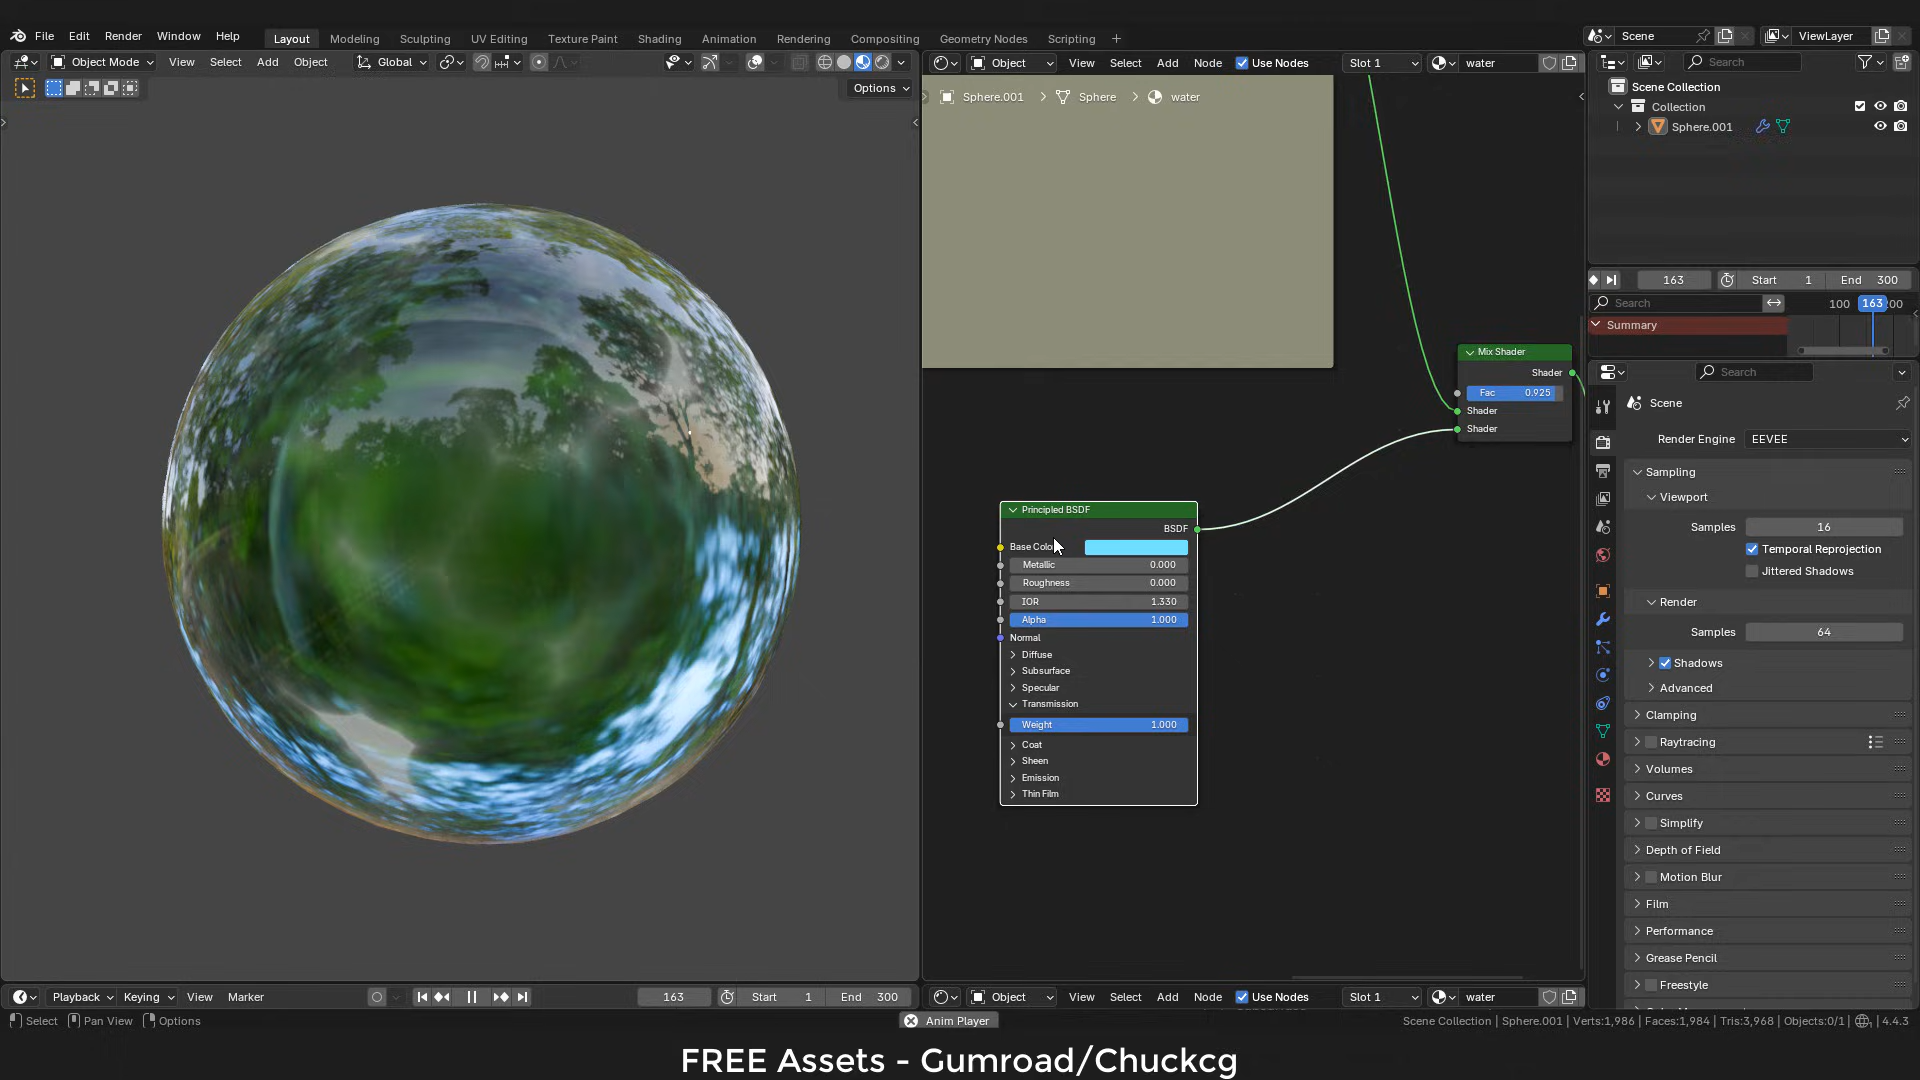 File Edit Render Window Help Layout Modeling Sculpting UV Editing Texture Paint Shading Animation Rendering Compositing Geometry Nodes Scripting + Scene ViewLayer
Object Mode View Select Add Object Global
Options
Object View Select Add Node Use Nodes Slot 1 water
Sphere.001 > Sphere > water
Mix Shader
Shader
Fac 0.925
Shader
Shader
Principled BSDF
BSDF
Base Colo
Metallic 0.000
Roughness 0.000
IOR 1.330
Alpha 1.000
Normal
Diffuse
Subsurface
Specular
Transmission
Weight 1.000
Coat
Sheen
Emission
Thin Film
Search
Scene Collection
Collection
Sphere.001
163 Start 1 End 300
Search 100 163 00
Summary
Search
Scene
Render Engine EEVEE
Sampling
Viewport
Samples 16
Temporal Reprojection
Jittered Shadows
Render
Samples 64
Shadows
Advanced
Clamping
Raytracing
Volumes
Curves
Simplify
Depth of Field
Motion Blur
Film
Performance
Grease Pencil
Freestyle
Playback Keying View Marker 163 Start 1 End 300
Object View Select Add Node Use Nodes Slot 1 water
Select Pan View Options Anim Player Scene Collection | Sphere.001 | Verts:1,986 | Faces:1,984 | Tris:3,968 | Objects:0/1 | 4.4.3
FREE Assets - Gumroad/Chuckcg